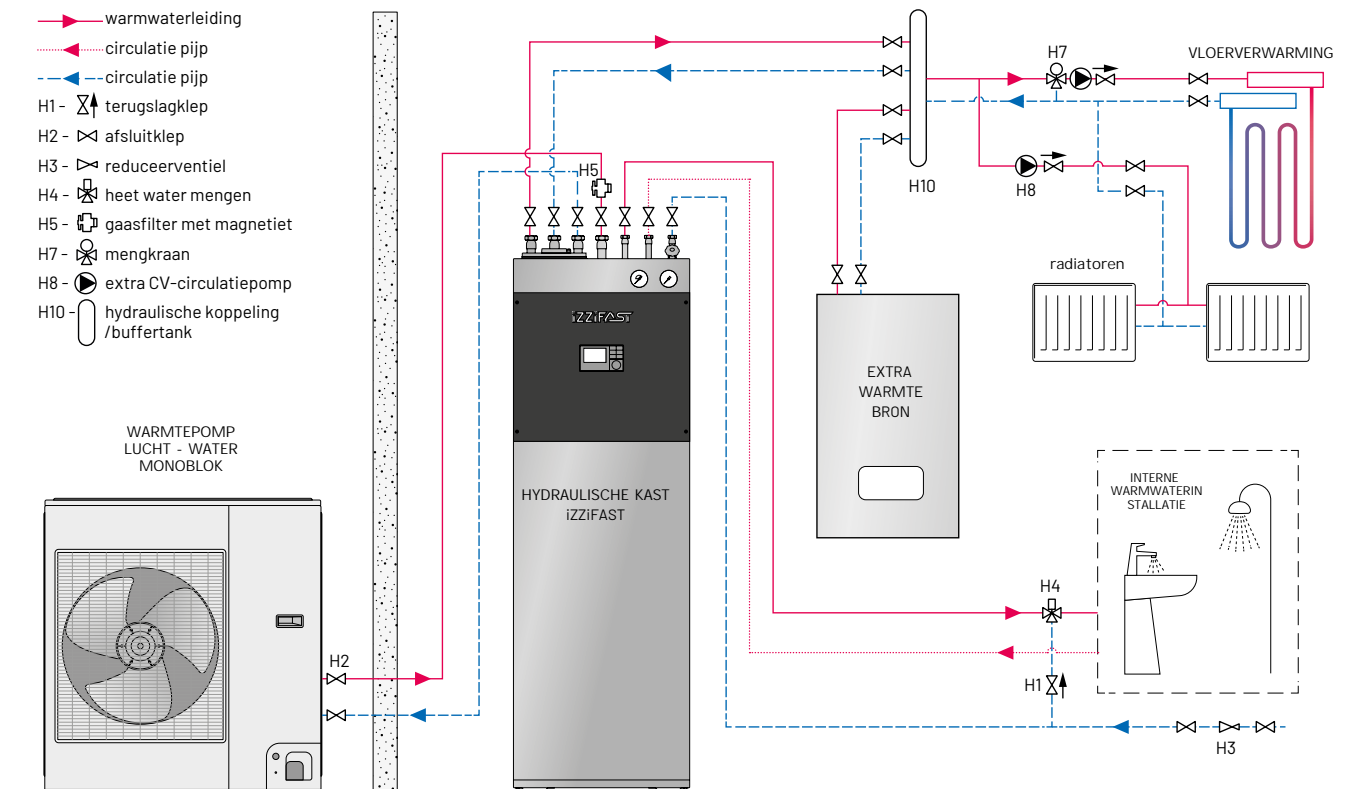 warmwaterleiding
circulatie pijp
circulatie pijp
H1 - terugslagklep
H2 - afsluitklep
H3 - reduceerventiel
H4 - heet water mengen
H5 - gaasfilter met magnetiet
H7 - mengkraan
H8 - extra CV-circulatiepomp
H10 - hydraulische koppeling
/buffertank
WARMTEPOMP
LUCHT - WATER
MONOBLOK
H2
H5
iZZiFAST
HYDRAULISCHE KAST
iZZiFAST
H10
EXTRA
WARMTE
BRON
H7
VLOERVERWARMING
H8
radiatoren
INTERNE
WARMWATERIN
STALLATIE
H4
H1
H3